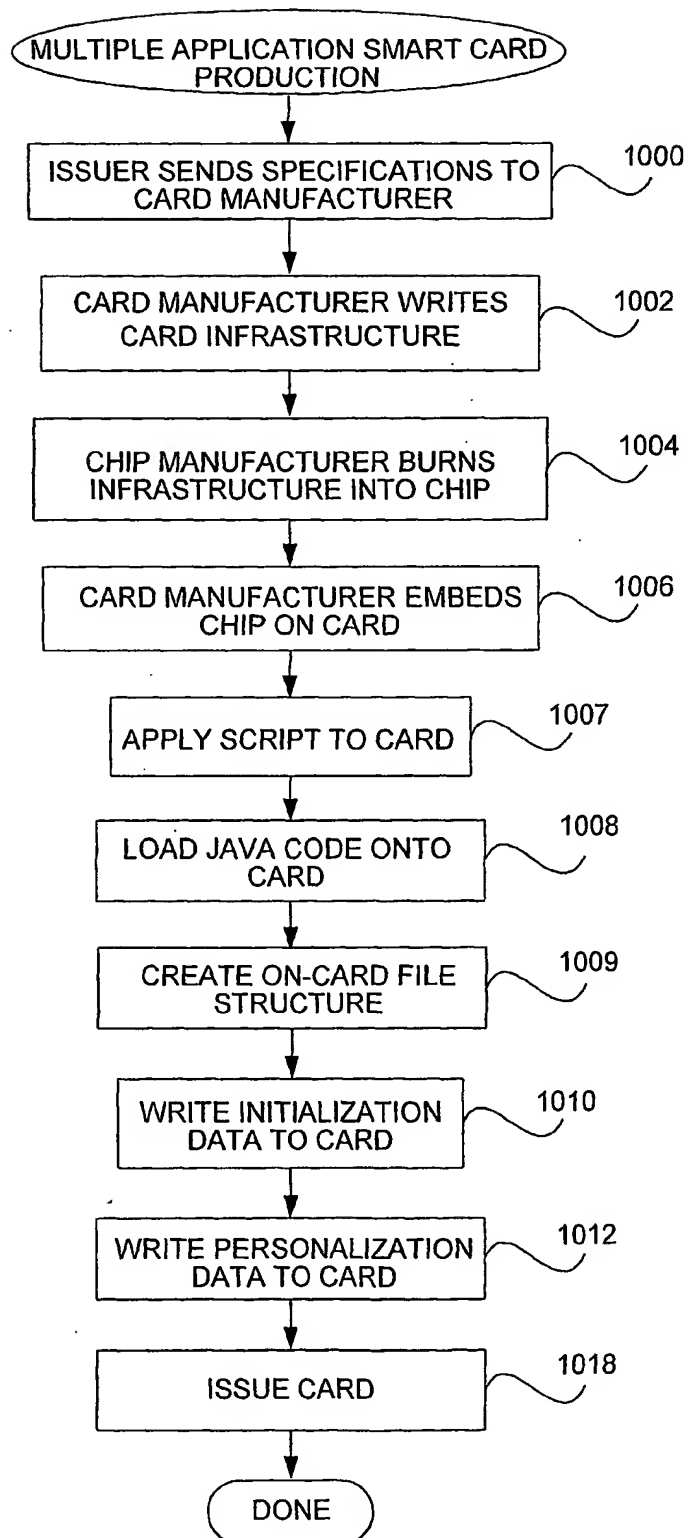 MULTIPLE APPLICATION SMART CARD
PRODUCTION
ISSUER SENDS SPECIFICATIONS TO
CARD MANUFACTURER
1000
CARD MANUFACTURER WRITES
CARD INFRASTRUCTURE
1002
CHIP MANUFACTURER BURNS
INFRASTRUCTURE INTO CHIP
1004
CARD MANUFACTURER EMBEDS
CHIP ON CARD
1006
APPLY SCRIPT TO CARD
1007
LOAD JAVA CODE ONTO
CARD
1008
CREATE ON-CARD FILE
STRUCTURE
1009
WRITE INITIALIZATION
DATA TO CARD
1010
WRITE PERSONALIZATION
DATA TO CARD
1012
ISSUE CARD
1018
DONE